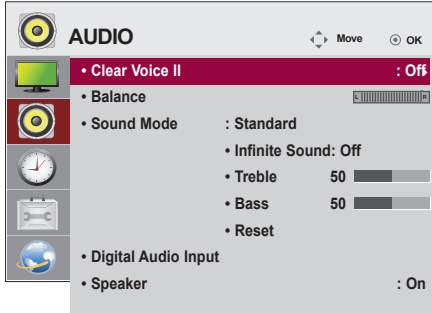 AUDIO Move OK
• Clear Voice II : Off
• Balance L R
• Sound Mode : Standard
• Infinite Sound: Off
• Treble 50
• Bass 50
• Reset
• Digital Audio Input
• Speaker : On